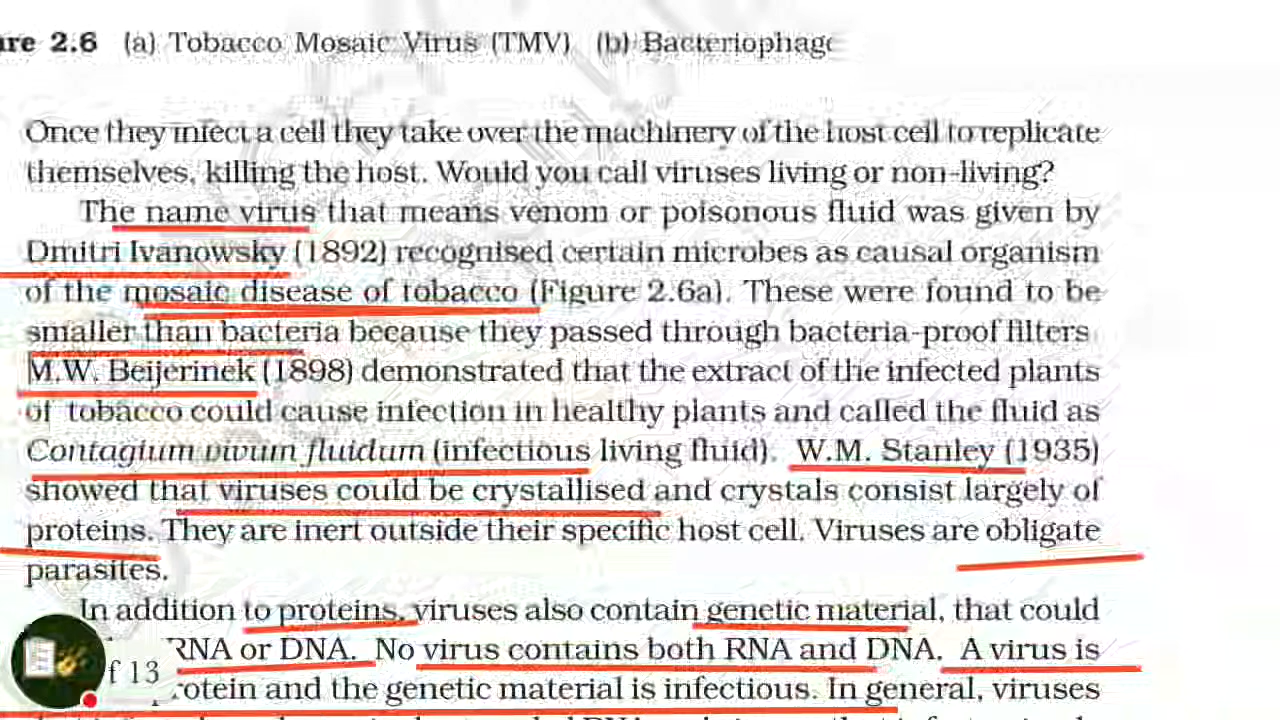 re 2.6 (a) Tobacco Mosaic Virus (TMV) (b) Bacteriophage
Once they infect a cell they take over the machinery of the host cell to replicate
themselves, killing the host. Would you call viruses living or non-living?
The name virus that means venom or poisonous fluid was given by
Dmitri Ivanowsky (1892) recognised certain microbes as causal organism
of the mosaic disease of tobacco (Figure 2.6a). These were found to be
smaller than bacteria because they passed through bacteria-proof filters
M.W. Beijerinek (1898) demonstrated that the extract of the infected plants
of tobacco could cause infection in healthy plants and called the fluid as
Contagium vivum fluidum (infectious living fluid). W.M. Stanley (1935)
showed that viruses could be crystallised and crystals consist largely of
proteins. They are inert outside their specific host cell. Viruses are obligate
parasites.
In addition to proteins, viruses also contain genetic material, that could
RNA or DNA. No virus contains both RNA and DNA. A virus is
f 13
rotein and the genetic material is infectious. In general, viruses